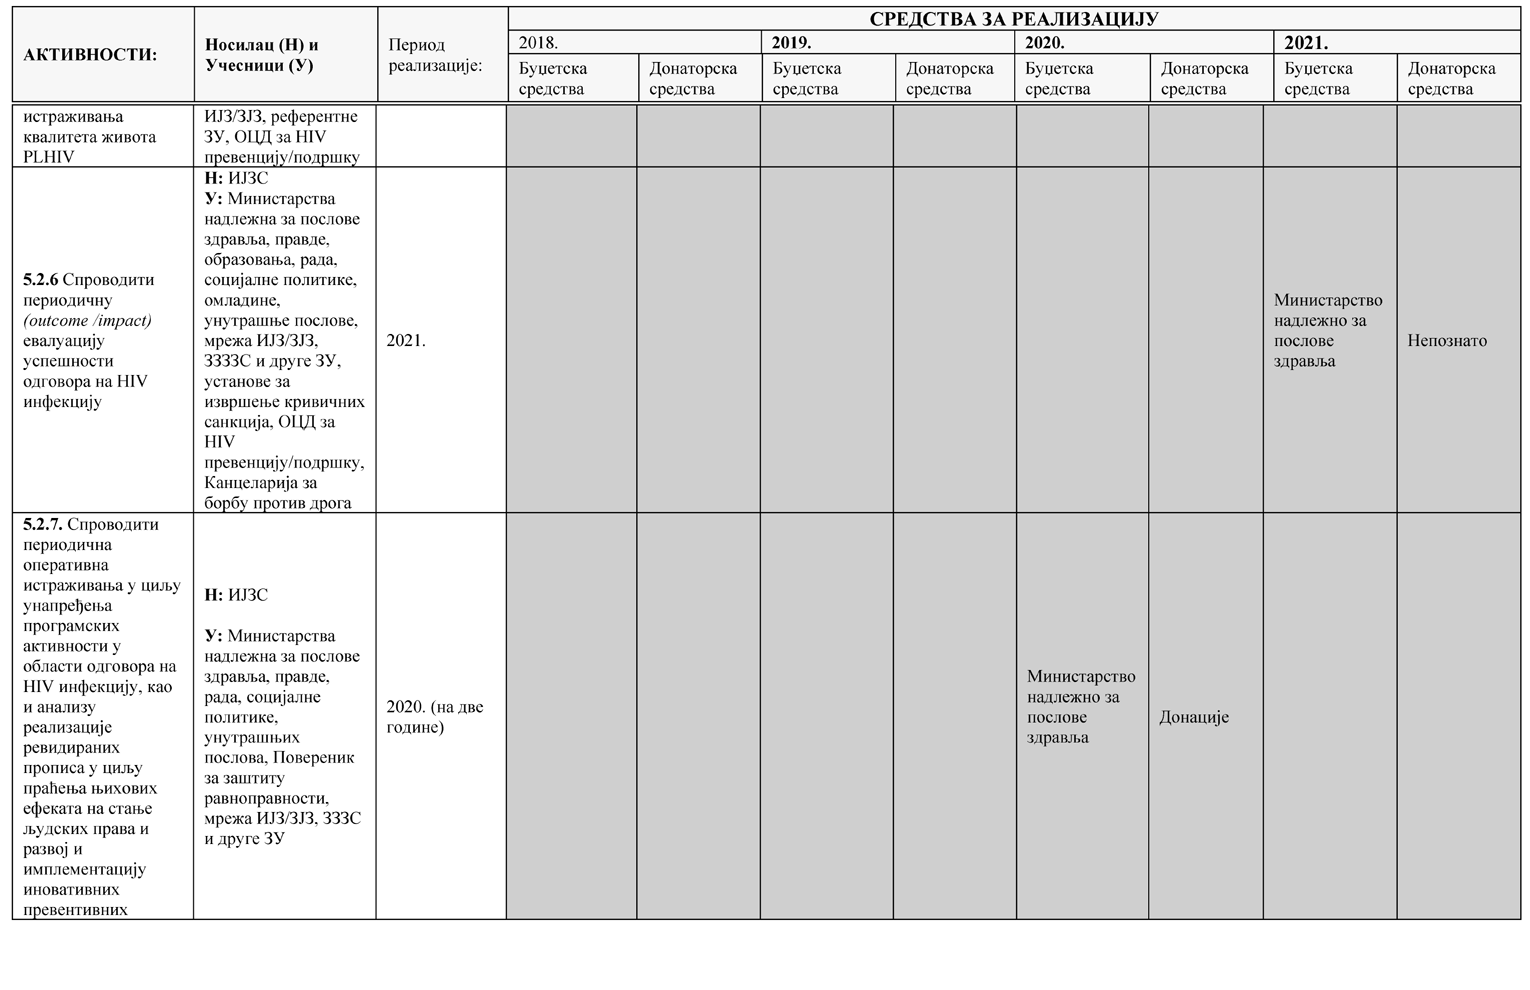 СРЕДСТВА ЗА РЕАЛИЗАЦИЈУ
АКТИВНОСТИ:
Носилац (Н) и
Учесници (У)
Период
реализације:
2018.
2019.
2020.
2021.
Буџетска
средства
Донаторска
средства
Буџетска
средства
Донаторска
средства
Буџетска
средства
Донаторска
средства
Буџетска
средства
Донаторска
средства
истраживања
квалитета живота
PLHIV
ИЈЗ/ЗЈЗ, референтне
ЗУ, ОЦД за HIV
превенцију/подршку
5.2.6 Спроводити
периодичну
(outcome /impact)
евалуацију
успешности
одговора на HIV
инфекцију
Н: ИЈЗС
У: Министарства
надлежна за послове
здравља, правде,
образовања, рада,
социјалне политике,
омладине,
унутрашње послове,
мрежа ИЈЗ/ЗЈЗ,
ЗЗЗЗС и друге ЗУ,
установе за
извршење кривичних
санкција, ОЦД за
HIV
превенцију/подршку,
Канцеларија за
борбу против дрога
2021.
Министарство
надлежно за
послове
здравља
Непознато
5.2.7. Спроводити
периодична
оперативна
истраживања у циљу
унапређења
програмских
активности у
области одговора на
HIV инфекцију, као
и анализу
реализације
ревидираних
прописа у циљу
праћења њихових
ефеката на стање
људских права и
развој и
имплементацију
иновативних
превентивних
Н: ИЈЗС
У: Министарства
надлежна за послове
здравља, правде,
рада, социјалне
политике,
унутрашњих
послова, Повереник
за заштиту
равноправности,
мрежа ИЈЗ/ЗЈЗ, ЗЗЗС
и друге ЗУ
2020. (на две
године)
Министарство
надлежно за
послове
здравља
Донације